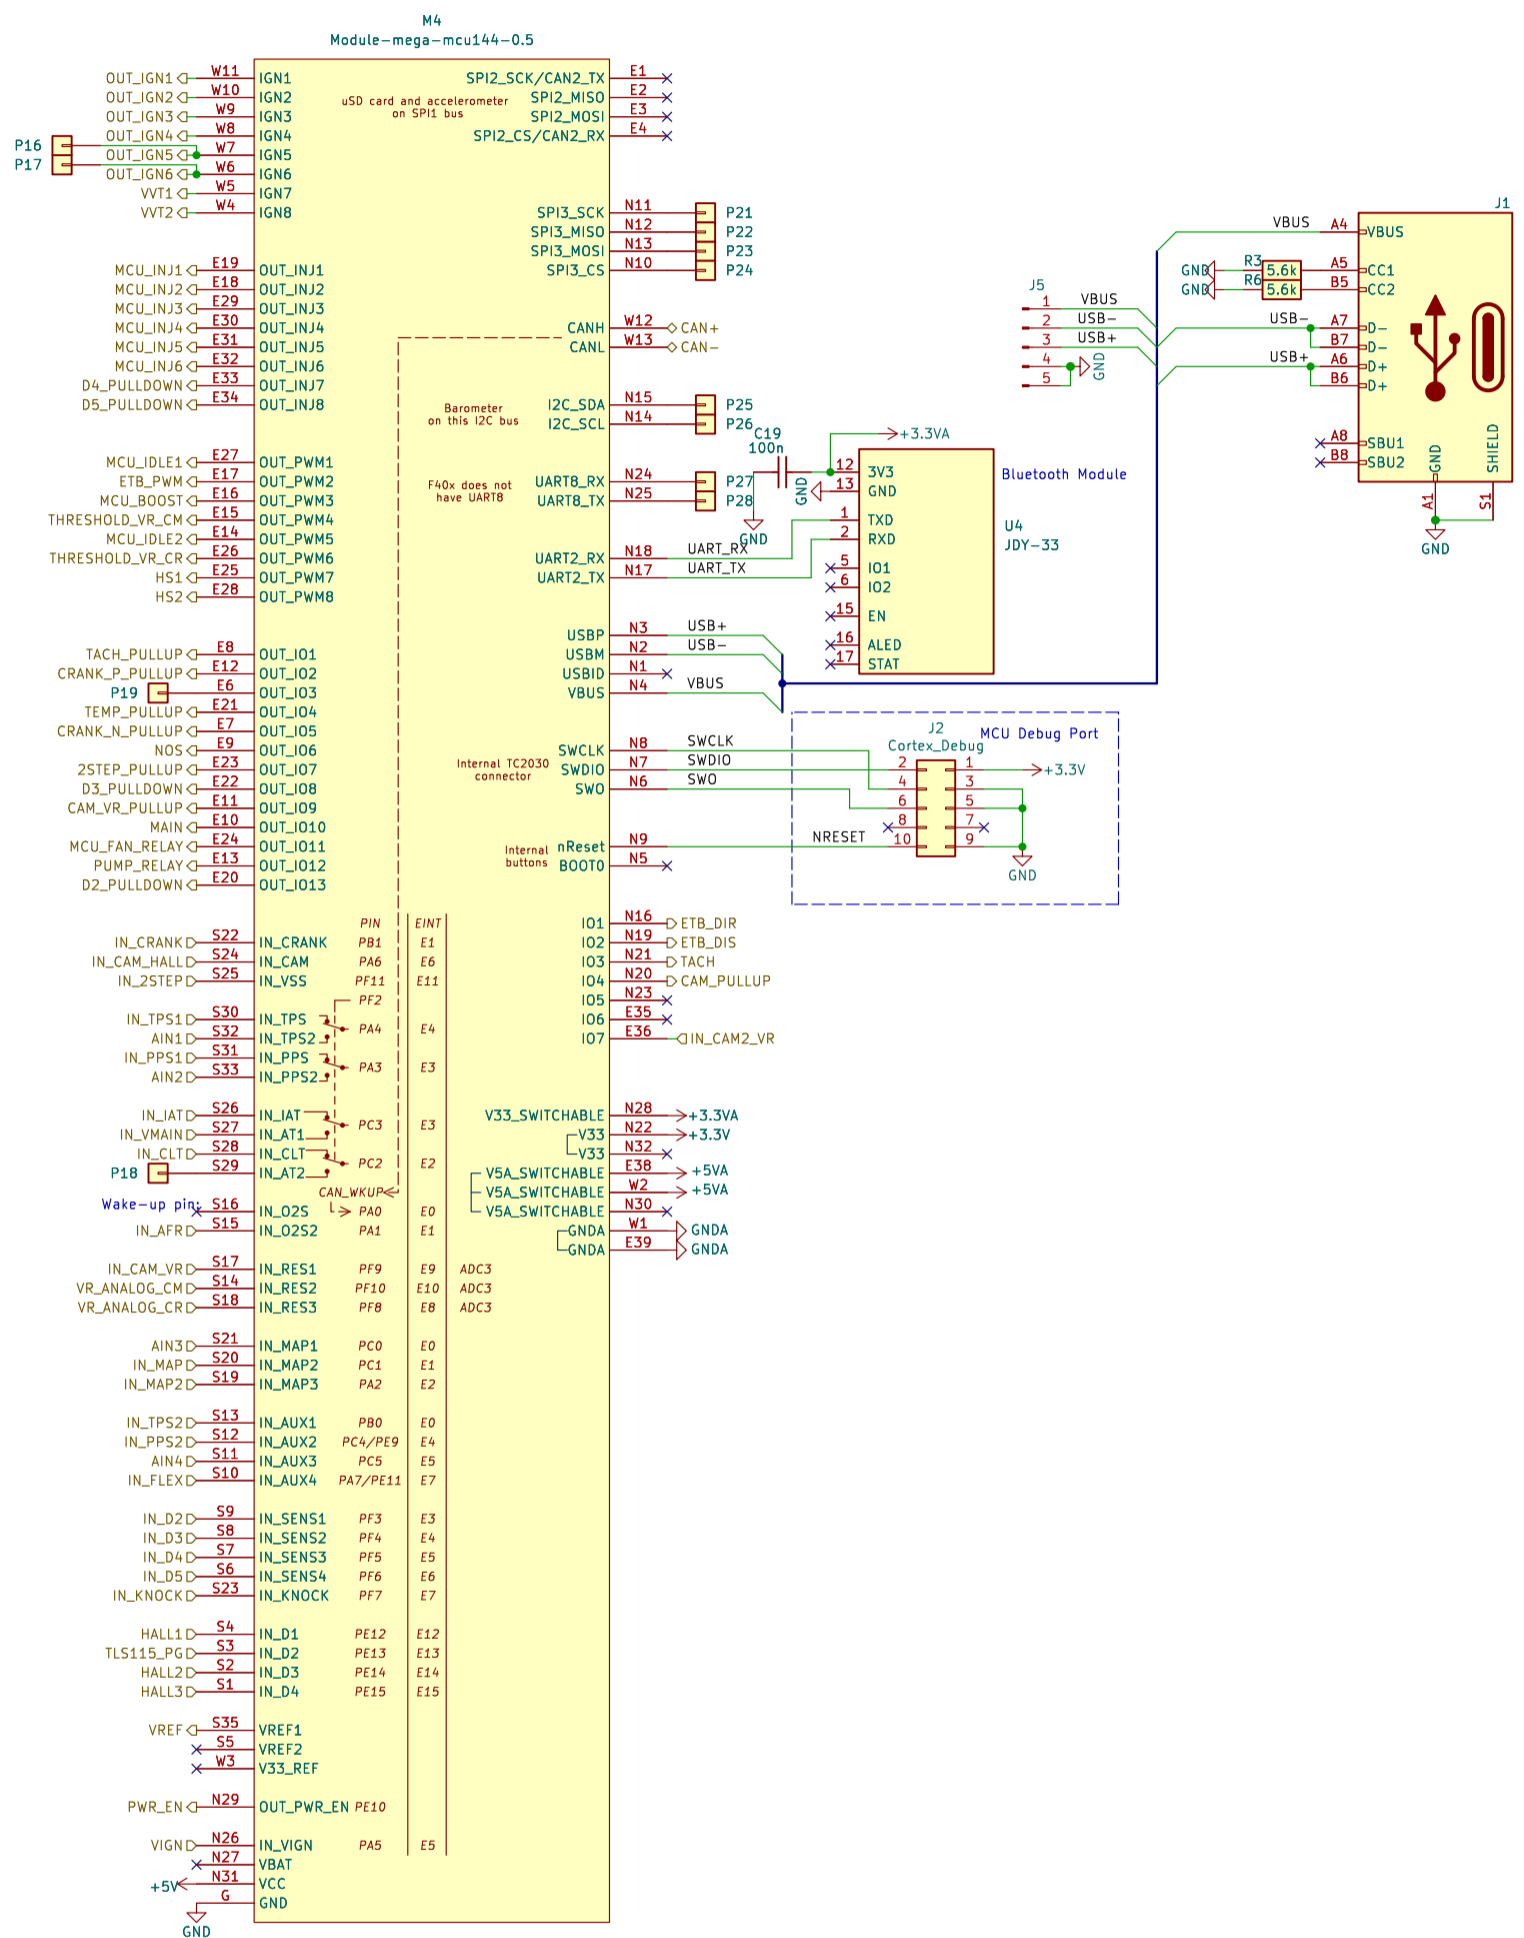 M4
Module-mega-mcu144-0.5
OUT_IGN1 W11 IGN1
OUT_IGN2 W10 IGN2
OUT_IGN3 W9 IGN3
OUT_IGN4 W8 IGN4
P16 OUT_IGN5 W7 IGN5
P17 OUT_IGN6 W6 IGN6
VVT1 W5 IGN7
VVT2 W4 IGN8
MCU_INJ1 E19 OUT_INJ1
MCU_INJ2 E18 OUT_INJ2
MCU_INJ3 E29 OUT_INJ3
MCU_INJ4 E30 OUT_INJ4
MCU_INJ5 E31 OUT_INJ5
MCU_INJ6 E32 OUT_INJ6
D4_PULLDOWN E33 OUT_INJ7
D5_PULLDOWN E34 OUT_INJ8
MCU_IDLE1 E27 OUT_PWM1
ETB_PWM E17 OUT_PWM2
MCU_BOOST E16 OUT_PWM3
THRESHOLD_VR_CM E15 OUT_PWM4
MCU_IDLE2 E14 OUT_PWM5
THRESHOLD_VR_CR E26 OUT_PWM6
HS1 E25 OUT_PWM7
HS2 E28 OUT_PWM8
TACH_PULLUP E8 OUT_IO1
CRANK_P_PULLUP E12 OUT_IO2
P19 E6 OUT_IO3
TEMP_PULLUP E21 OUT_IO4
CRANK_N_PULLUP E7 OUT_IO5
NOS E9 OUT_IO6
2STEP_PULLUP E23 OUT_IO7
D3_PULLDOWN E22 OUT_IO8
CAM_VR_PULLUP E11 OUT_IO9
MAIN E10 OUT_IO10
MCU_FAN_RELAY E24 OUT_IO11
PUMP_RELAY E13 OUT_IO12
D2_PULLDOWN E20 OUT_IO13
PIN EINT
IN_CRANK S22 IN_CRANK PB1 E1
IN_CAM_HALL S24 IN_CAM PA6 E6
IN_2STEP S25 IN_VSS PF11 E11
PF2
IN_TPS1 S30 IN_TPS
PA4 E4
AIN1 S32 IN_TPS2
IN_PPS1 S31 IN_PPS
PA3 E3
AIN2 S33 IN_PPS2
IN_IAT S26 IN_IAT
PC3 E3
IN_VMAIN S27 IN_AT1
IN_CLT S28 IN_CLT
PC2 E2
P18 S29 IN_AT2
CAN_WKUP
Wake-up pin: S16 IN_O2S PA0 E0
IN_AFR S15 IN_O2S2 PA1 E1
IN_CAM_VR S17 IN_RES1 PF9 E9 ADC3
VR_ANALOG_CM S14 IN_RES2 PF10 E10 ADC3
VR_ANALOG_CR S18 IN_RES3 PF8 E8 ADC3
AIN3 S21 IN_MAP1 PC0 E0
IN_MAP S20 IN_MAP2 PC1 E1
IN_MAP2 S19 IN_MAP3 PA2 E2
IN_TPS2 S13 IN_AUX1 PB0 E0
IN_PPS2 S12 IN_AUX2 PC4/PE9 E4
AIN4 S11 IN_AUX3 PC5 E5
IN_FLEX S10 IN_AUX4 PA7/PE11 E7
IN_D2 S9 IN_SENS1 PF3 E3
IN_D3 S8 IN_SENS2 PF4 E4
IN_D4 S7 IN_SENS3 PF5 E5
IN_D5 S6 IN_SENS4 PF6 E6
IN_KNOCK S23 IN_KNOCK PF7 E7
HALL1 S4 IN_D1 PE12 E12
TLS115_PG S3 IN_D2 PE13 E13
HALL2 S2 IN_D3 PE14 E14
HALL3 S1 IN_D4 PE15 E15
VREF S35 VREF1
S5 VREF2
W3 V33_REF
PWR_EN N29 OUT_PWR_EN PE10
VIGN N26 IN_VIGN PA5 E5
N27 VBAT
+5V N31 VCC
G GND
GND
uSD card and accelerometer
on SPI1 bus
Barometer
on this I2C bus
F40x does not
have UART8
Internal TC2030
connector
Internal
buttons
SPI2_SCK/CAN2_TX E1
SPI2_MISO E2
SPI2_MOSI E3
SPI2_CS/CAN2_RX E4
SPI3_SCK N11 P21
SPI3_MISO N12 P22
SPI3_MOSI N13 P23
SPI3_CS N10 P24
CANH W12 CAN+
CANL W13 CAN-
I2C_SDA N15 P25
I2C_SCL N14 P26
UART8_RX N24 P27
UART8_TX N25 P28
UART2_RX N18 UART_RX
UART2_TX N17 UART_TX
USBP N3 USB+
USBM N2 USB-
USBID N1
VBUS N4 VBUS
SWCLK N8 SWCLK
SWDIO N7 SWDIO
SWO N6 SWO
nReset N9 NRESET
BOOT0 N5
IO1 N16 ETB_DIR
IO2 N19 ETB_DIS
IO3 N21 TACH
IO4 N20 CAM_PULLUP
IO5 N23
IO6 E35
IO7 E36 IN_CAM2_VR
V33_SWITCHABLE N28 +3.3VA
V33 N22 +3.3V
V33 N32
V5A_SWITCHABLE E38 +5VA
V5A_SWITCHABLE W2 +5VA
V5A_SWITCHABLE N30
GNDA W1 GNDA
GNDA E39 GNDA
C19
100n
GND
GND
+3.3VA
Bluetooth Module
U4
JDY-33
12 3V3
13 GND
1 TXD
2 RXD
5 IO1
6 IO2
15 EN
16 ALED
17 STAT
J2
Cortex_Debug
MCU Debug Port
2 1 +3.3V
4 3
6 5
8 7
10 9
GND
J5
1 VBUS
2 USB-
3 USB+
4 GND
5
J1
VBUS A4 VBUS
GND R3 5.6k A5 CC1
GND R6 5.6k B5 CC2
USB- A7 D-
B7 D-
USB+ A6 D+
B6 D+
A8 SBU1
B8 SBU2
GND SHIELD
A1 S1
GND